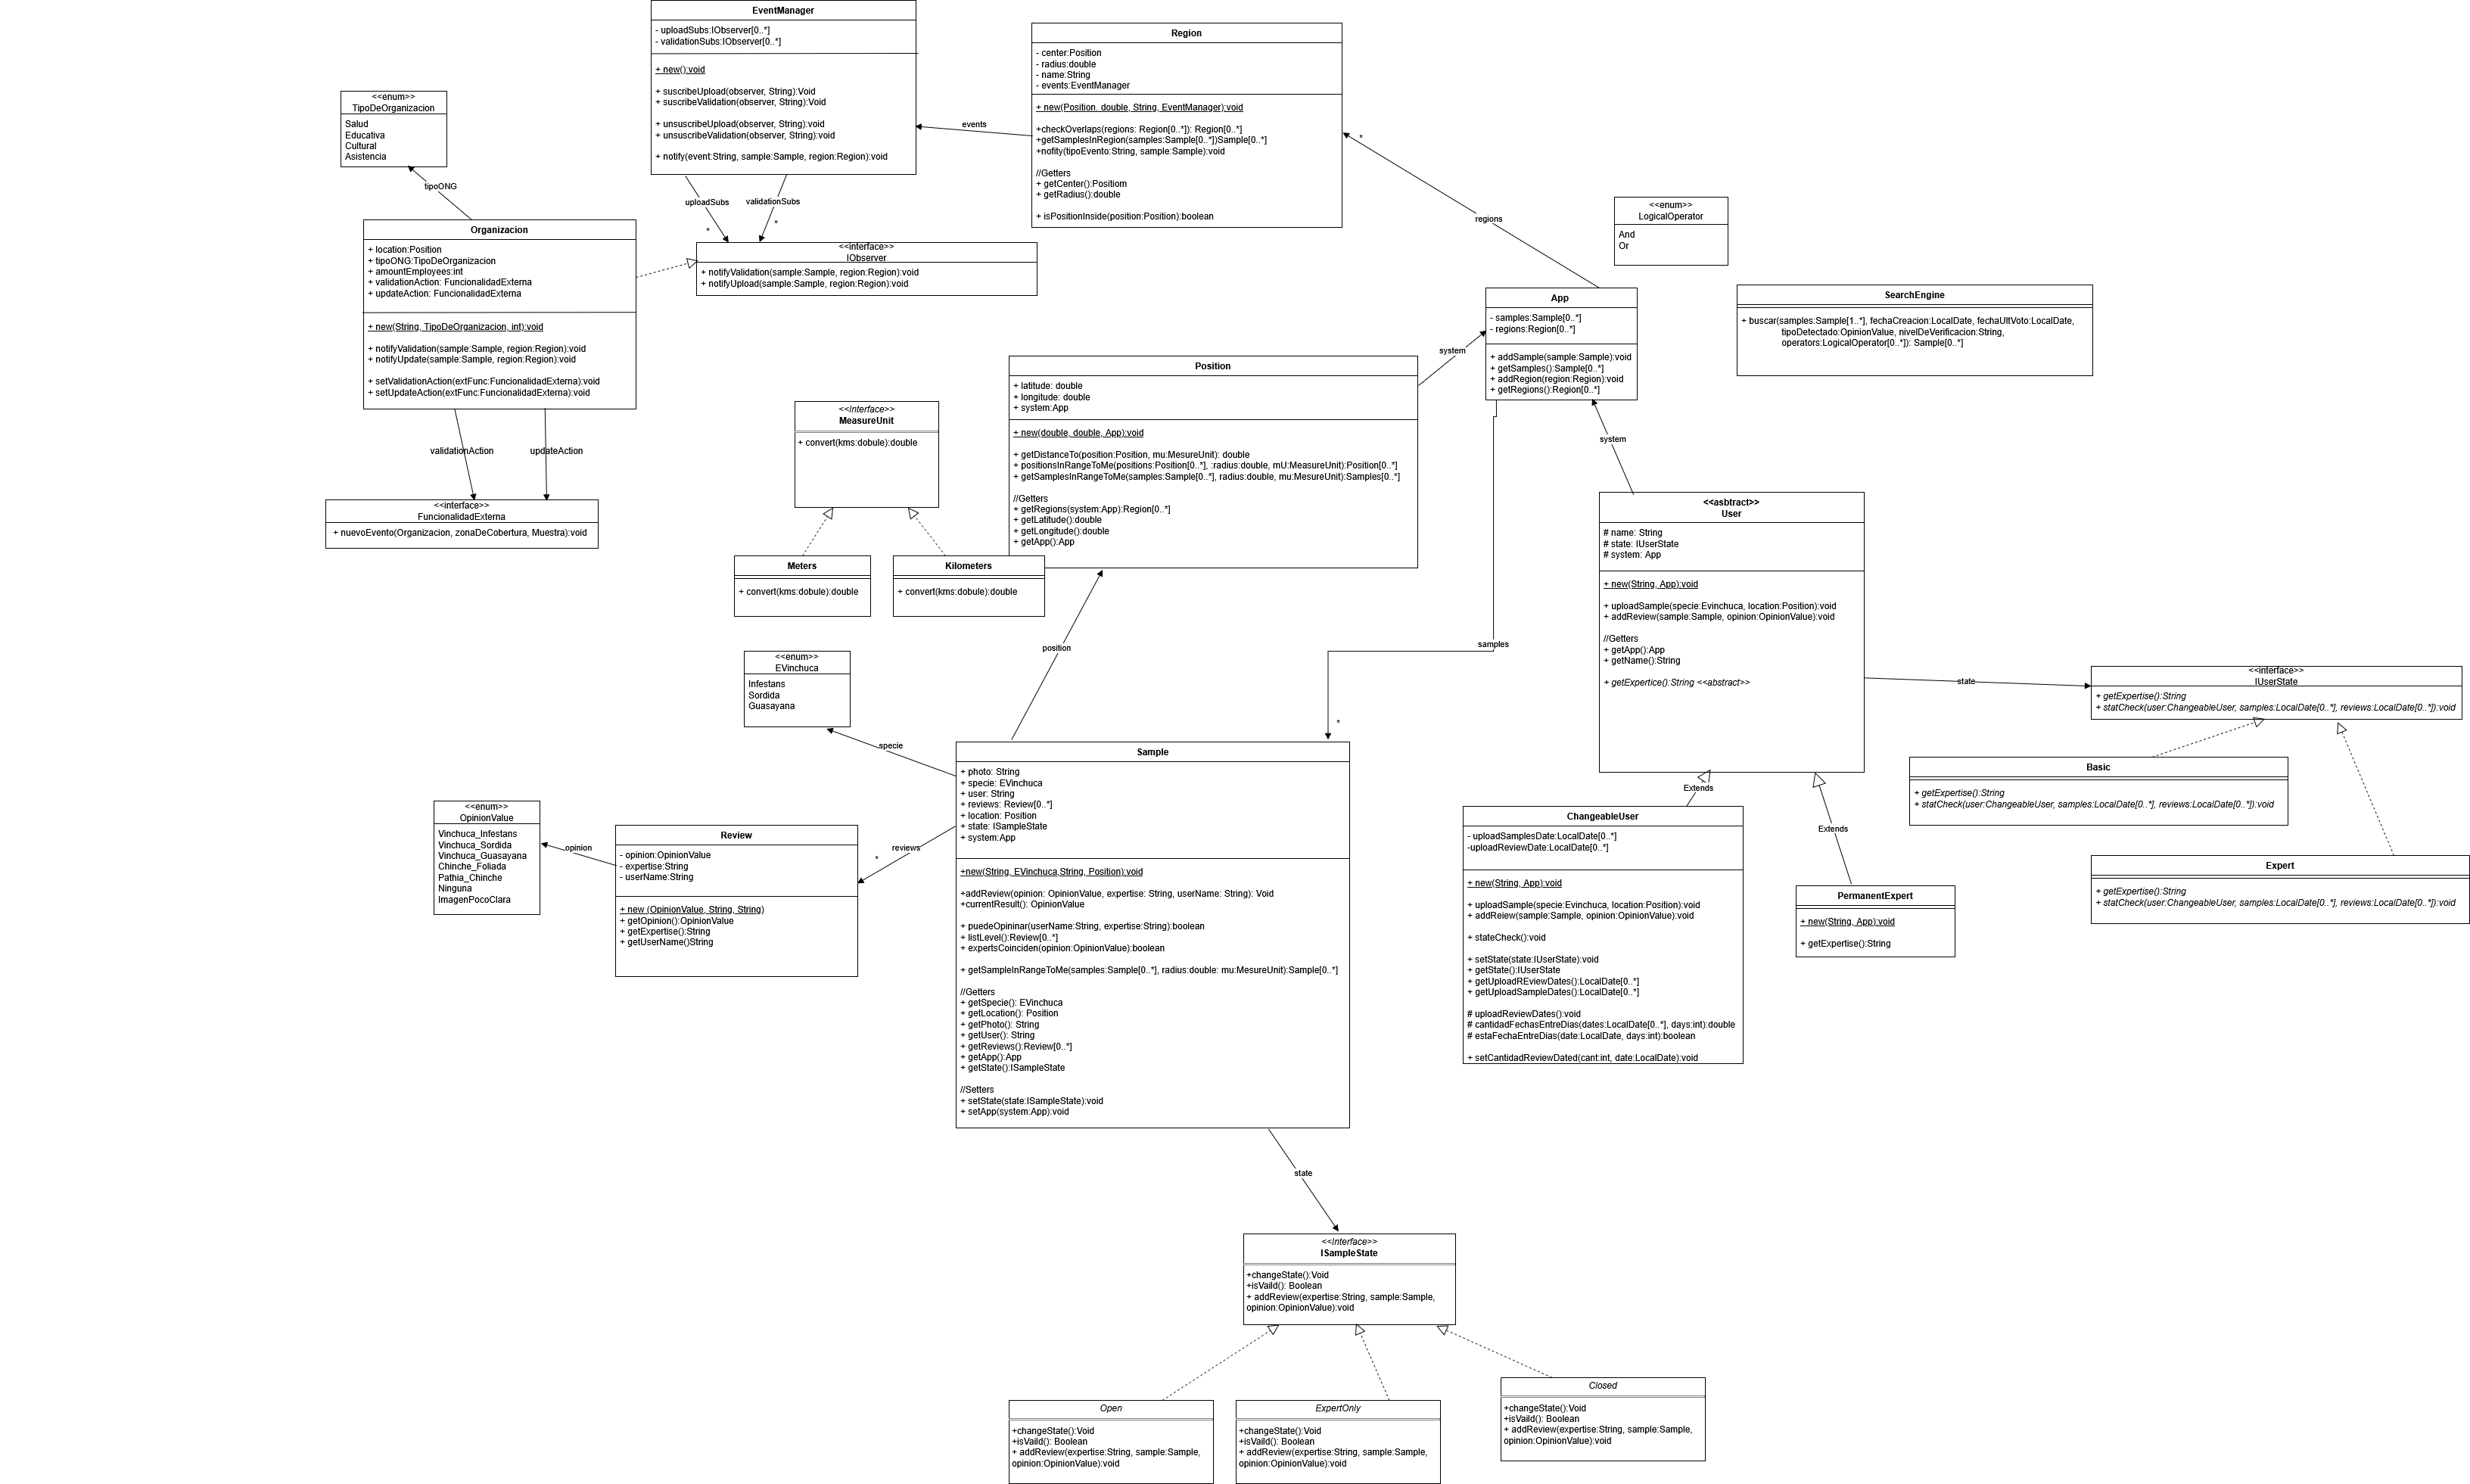 EventManager
- uploadSubs:IObserver[0..*]
- validationSubs:IObserver[0..*]
+ new():void
+ suscribeUpload(observer, String):Void
+ suscribeValidation(observer, String):Void
+ unsuscribeUpload(observer, String):void
+ unsuscribeValidation(observer, String):void
+ notify(event:String, sample:Sample, region:Region):void
Region
- center:Position
- radius:double
- name:String
- events:EventManager
+ new(Position, double, String, EventManager):void
+checkOverlaps(regions: Region[0..*]): Region[0..*]
+getSamplesInRegion(samples:Sample[0..*])Sample[0..*]
+nofity(tipoEvento:String, sample:Sample):void
//Getters
+ getCenter():Positiom
+ getRadius():double
+ isPositionInside(position:Position):boolean
events
<<enum>>
TipoDeOrganizacion
Salud
Educativa
Cultural
Asistencia
tipoONG
uploadSubs
*
validationSubs
*
*
regions
<<enum>>
LogicalOperator
And
Or
Organizacion
+ location:Position
+ tipoONG:TipoDeOrganizacion
+ amountEmployees:int
+ validationAction: FuncionalidadExterna
+ updateAction: FuncionalidadExterna
+ new(String, TipoDeOrganizacion, int):void
+ notifyValidation(sample:Sample, region:Region):void
+ notifyUpdate(sample:Sample, region:Region):void
+ setValidationAction(extFunc:FuncionalidadExterna):void
+ setUpdateAction(extFunc:FuncionalidadExterna):void
<<interface>>
IObserver
+ notifyValidation(sample:Sample, region:Region):void
+ notifyUpload(sample:Sample, region:Region):void
App
- samples:Sample[0..*]
- regions:Region[0..*]
+ addSample(sample:Sample):void
+ getSamples():Sample[0..*]
+ addRegion(region:Region):void
+ getRegions():Region[0..*]
SearchEngine
+ buscar(samples:Sample[1..*], fechaCreacion:LocalDate, fechaUltVoto:LocalDate,
tipoDetectado:OpinionValue, nivelDeVerificacion:String,
operators:LogicalOperator[0..*]): Sample[0..*]
system
Position
+ latitude: double
+ longitude: double
+ system:App
+ new(double, double, App):void
+ getDistanceTo(position:Position, mu:MesureUnit): double
+ positionsInRangeToMe(positions:Position[0..*], :radius:double, mU:MeasureUnit):Position[0..*]
+ getSamplesInRangeToMe(samples:Sample[0..*], radius:double, mu:MesureUnit):Samples[0..*]
//Getters
+ getRegions(system:App):Region[0..*]
+ getLatitude():double
+ getLongitude():double
+ getApp():App
<<interface>>
MeasureUnit
+ convert(kms:dobule):double
validationAction
updateAction
<<interface>>
FuncionalidadExterna
+ nuevoEvento(Organizacion, zonaDeCobertura, Muestra):void
Meters
+ convert(kms:dobule):double
Kilometers
+ convert(kms:dobule):double
system
<<asbtract>>
User
# name: String
# state: IUserState
# system: App
+ new(String, App):void
+ uploadSample(specie:Evinchuca, location:Position):void
+ addReview(sample:Sample, opinion:OpinionValue):void
//Getters
+ getApp():App
+ getName():String
+ getExpertice():String <<abstract>>
position
samples
*
<<enum>>
EVinchuca
Infestans
Sordida
Guasayana
specie
state
<<interface>>
IUserState
+ getExpertise():String
+ statCheck(user:ChangeableUser, samples:LocalDate[0..*], reviews:LocalDate[0..*]):void
Basic
+ getExpertise():String
+ statCheck(user:ChangeableUser, samples:LocalDate[0..*], reviews:LocalDate[0..*]):void
Expert
+ getExpertise():String
+ statCheck(user:ChangeableUser, samples:LocalDate[0..*], reviews:LocalDate[0..*]):void
Extends
Extends
<<enum>>
OpinionValue
Vinchuca_Infestans
Vinchuca_Sordida
Vinchuca_Guasayana
Chinche_Foliada
Pathia_Chinche
Ninguna
ImagenPocoClara
opinion
Review
- opinion:OpinionValue
- expertise:String
- userName:String
+ new (OpinionValue, String, String)
+ getOpinion():OpinionValue
+ getExpertise():String
+ getUserName()String
reviews
*
Sample
+ photo: String
+ specie: EVinchuca
+ user: String
+ reviews: Review[0..*]
+ location: Position
+ state: ISampleState
+ system:App
+new(String, EVinchuca,String, Position):void
+addReview(opinion: OpinionValue, expertise: String, userName: String): Void
+currentResult(): OpinionValue
+ puedeOpininar(userName:String, expertise:String):boolean
+ listLevel():Review[0..*]
+ expertsCoinciden(opinion:OpinionValue):boolean
+ getSampleInRangeToMe(samples:Sample[0..*], radius:double: mu:MesureUnit):Sample[0..*]
//Getters
+ getSpecie(): EVinchuca
+ getLocation(): Position
+ getPhoto(): String
+ getUser(): String
+ getReviews():Review[0..*]
+ getApp():App
+ getState():ISampleState
//Setters
+ setState(state:ISampleState):void
+ setApp(system:App):void
ChangeableUser
- uploadSamplesDate:LocalDate[0..*]
-uploadReviewDate:LocalDate[0..*]
+ new(String, App):void
+ uploadSample(specie:Evinchuca, location:Position):void
+ addReiew(sample:Sample, opinion:OpinionValue):void
+ stateCheck():void
+ setState(state:IUserState):void
+ getState():IUserState
+ getUploadREviewDates():LocalDate[0..*]
+ getUploadSampleDates():LocalDate[0..*]
# uploadReviewDates():void
# cantidadFechasEntreDias(dates:LocalDate[0..*], days:int):double
# estaFechaEntreDias(date:LocalDate, days:int):boolean
+ setCantidadReviewDated(cant:int, date:LocalDate):void
PermanentExpert
+ new(String, App):void
+ getExpertise():String
state
<<interface>>
ISampleState
+changeState():Void
+isVaild(): Boolean
+ addReview(expertise:String, sample:Sample,
opinion:OpinionValue):void
Open
+changeState():Void
+isVaild(): Boolean
+ addReview(expertise:String, sample:Sample,
opinion:OpinionValue):void
ExpertOnly
+changeState():Void
+isVaild(): Boolean
+ addReview(expertise:String, sample:Sample,
opinion:OpinionValue):void
Closed
+changeState():Void
+isVaild(): Boolean
+ addReview(expertise:String, sample:Sample,
opinion:OpinionValue):void